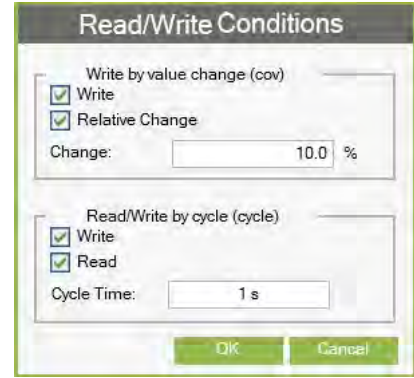 Read/Write Conditions
Write by value change (cov)
Write
Relative Change
Change: 10.0 %
Read/Write by cycle (cycle)
Write
Read
Cycle Time: 1 s
OK Cancel